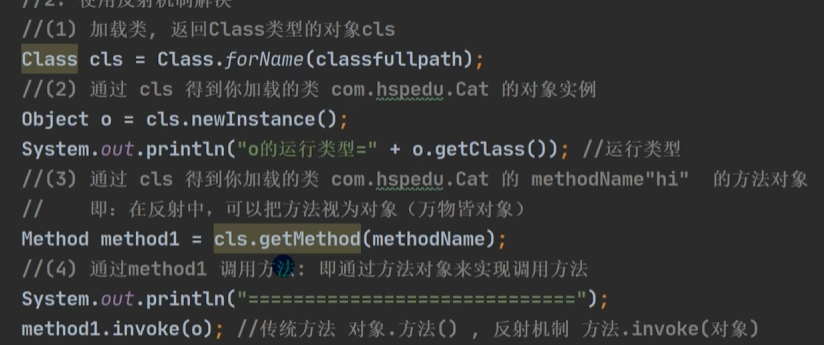 //2. 使用反射机制解决
//(1) 加载类, 返回Class类型的对象cls
Class cls = Class.forName(classfullpath);
//(2) 通过 cls 得到你加载的类 com.hspedu.Cat 的对象实例
Object o = cls.newInstance();
System.out.println("o的运行类型=" + o.getClass()); //运行类型
//(3) 通过 cls 得到你加载的类 com.hspedu.Cat 的 methodName"hi"  的方法对象
//    即：在反射中，可以把方法视为对象（万物皆对象）
Method method1 = cls.getMethod(methodName);
//(4) 通过method1 调用方法: 即通过方法对象来实现调用方法
System.out.println("=============================");
method1.invoke(o); //传统方法 对象.方法() , 反射机制 方法.invoke(对象)